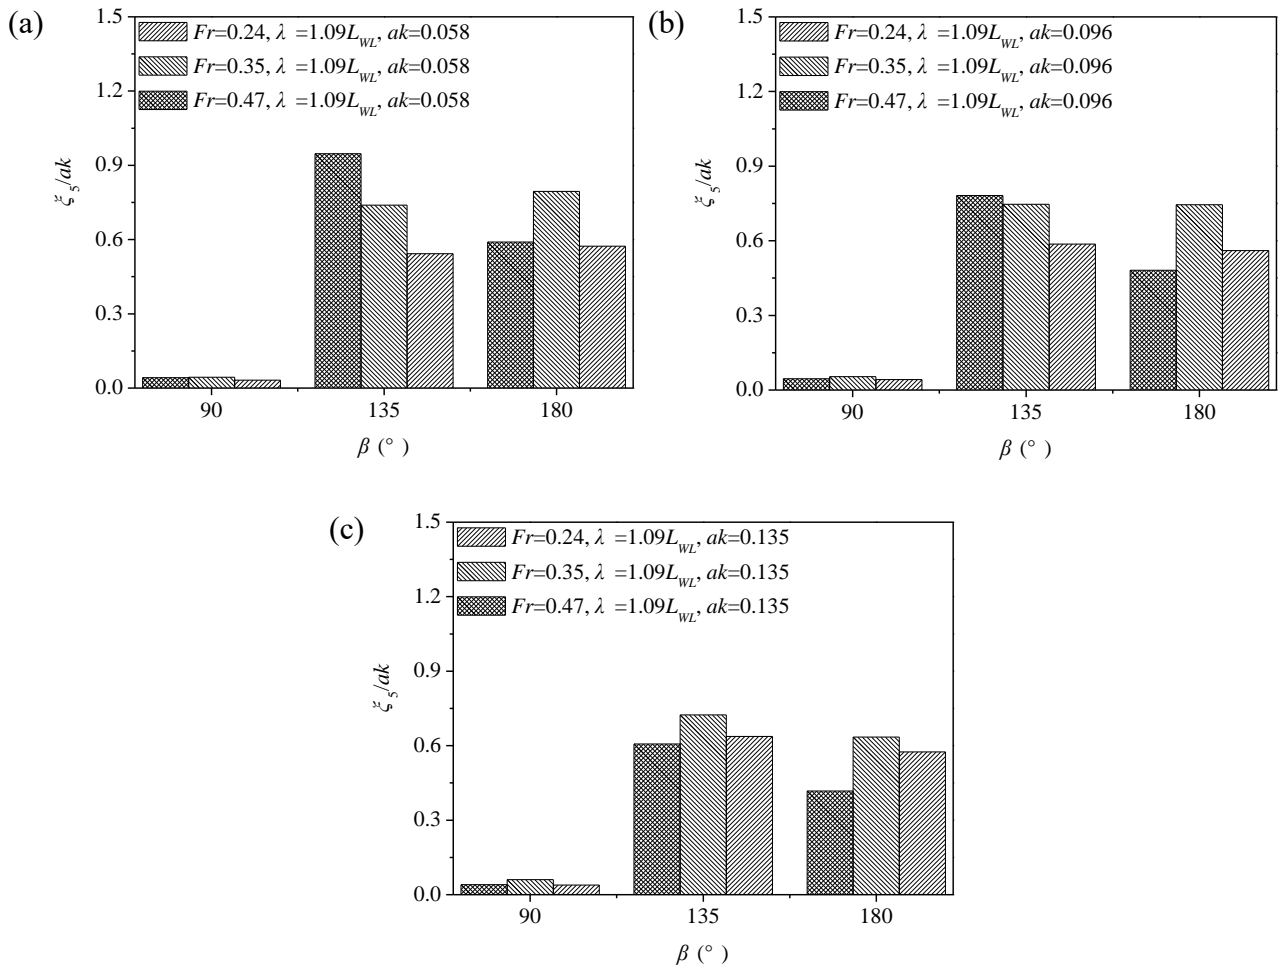 (a)
1.5
1.2
0.9
0.6
0.3
0.0
ξ5/ak
Fr=0.24, λ =1.09LWL, ak=0.058
Fr=0.35, λ =1.09LWL, ak=0.058
Fr=0.47, λ =1.09LWL, ak=0.058
90 135 180
β (°)
(b)
1.5
1.2
0.9
0.6
0.3
0.0
ξ5/ak
Fr=0.24, λ =1.09LWL, ak=0.096
Fr=0.35, λ =1.09LWL, ak=0.096
Fr=0.47, λ =1.09LWL, ak=0.096
90 135 180
β (°)
(c)
1.5
1.2
0.9
0.6
0.3
0.0
ξ5/ak
Fr=0.24, λ =1.09LWL, ak=0.135
Fr=0.35, λ =1.09LWL, ak=0.135
Fr=0.47, λ =1.09LWL, ak=0.135
90 135 180
β (°)